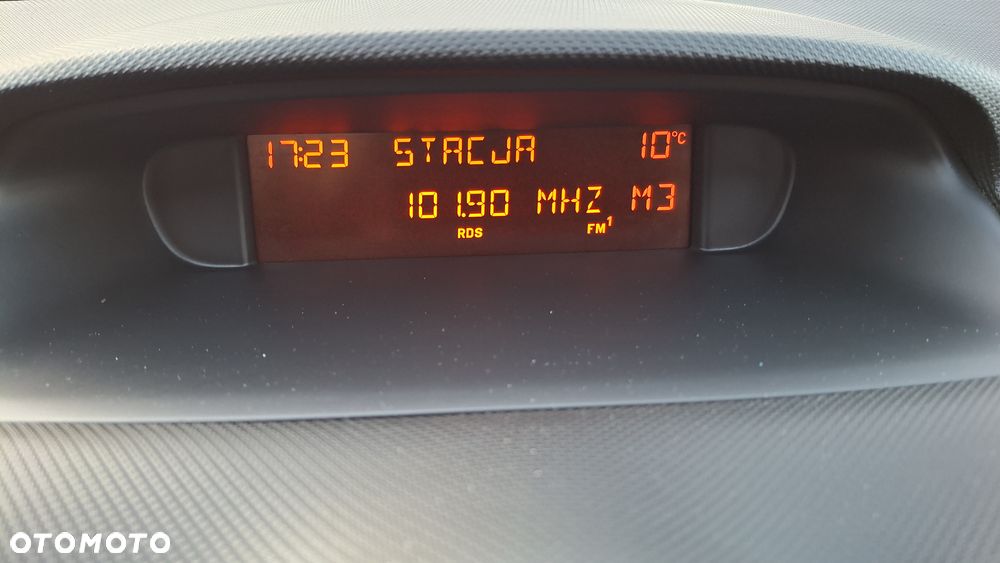 17:23 STACJA 10°C
101.90 MHZ M3
RDS FM1
OTOMOTO